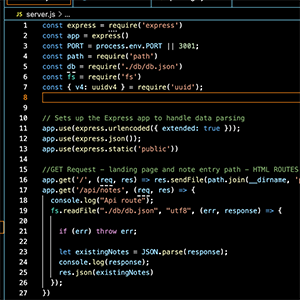 JS server.js > ...
1 const express = require('express')
2 const app = express()
3 const PORT = process.env.PORT || 3001;
4 const path = require('path')
5 const db = require('./db/db.json')
6 const fs = require('fs')
7 const { v4: uuidv4 } = require('uuid');
8
9
10 // Sets up the Express app to handle data parsing
11 app.use(express.urlencoded({ extended: true }));
12 app.use(express.json());
13 app.use(express.static('public'))
14
15 //GET Request - landing page and note entry path - HTML ROUTES
16 app.get('/', (req, res) => res.sendFile(path.join(__dirname, 'p
17 app.get('/api/notes', (req, res) => {
18 console.log("Api route");
19 fs.readFile("./db/db.json", "utf8", (err, response) => {
20
21 if (err) throw err;
22
23 let existingNotes = JSON.parse(response);
24 console.log(response);
25 res.json(existingNotes)
26 });
27 })